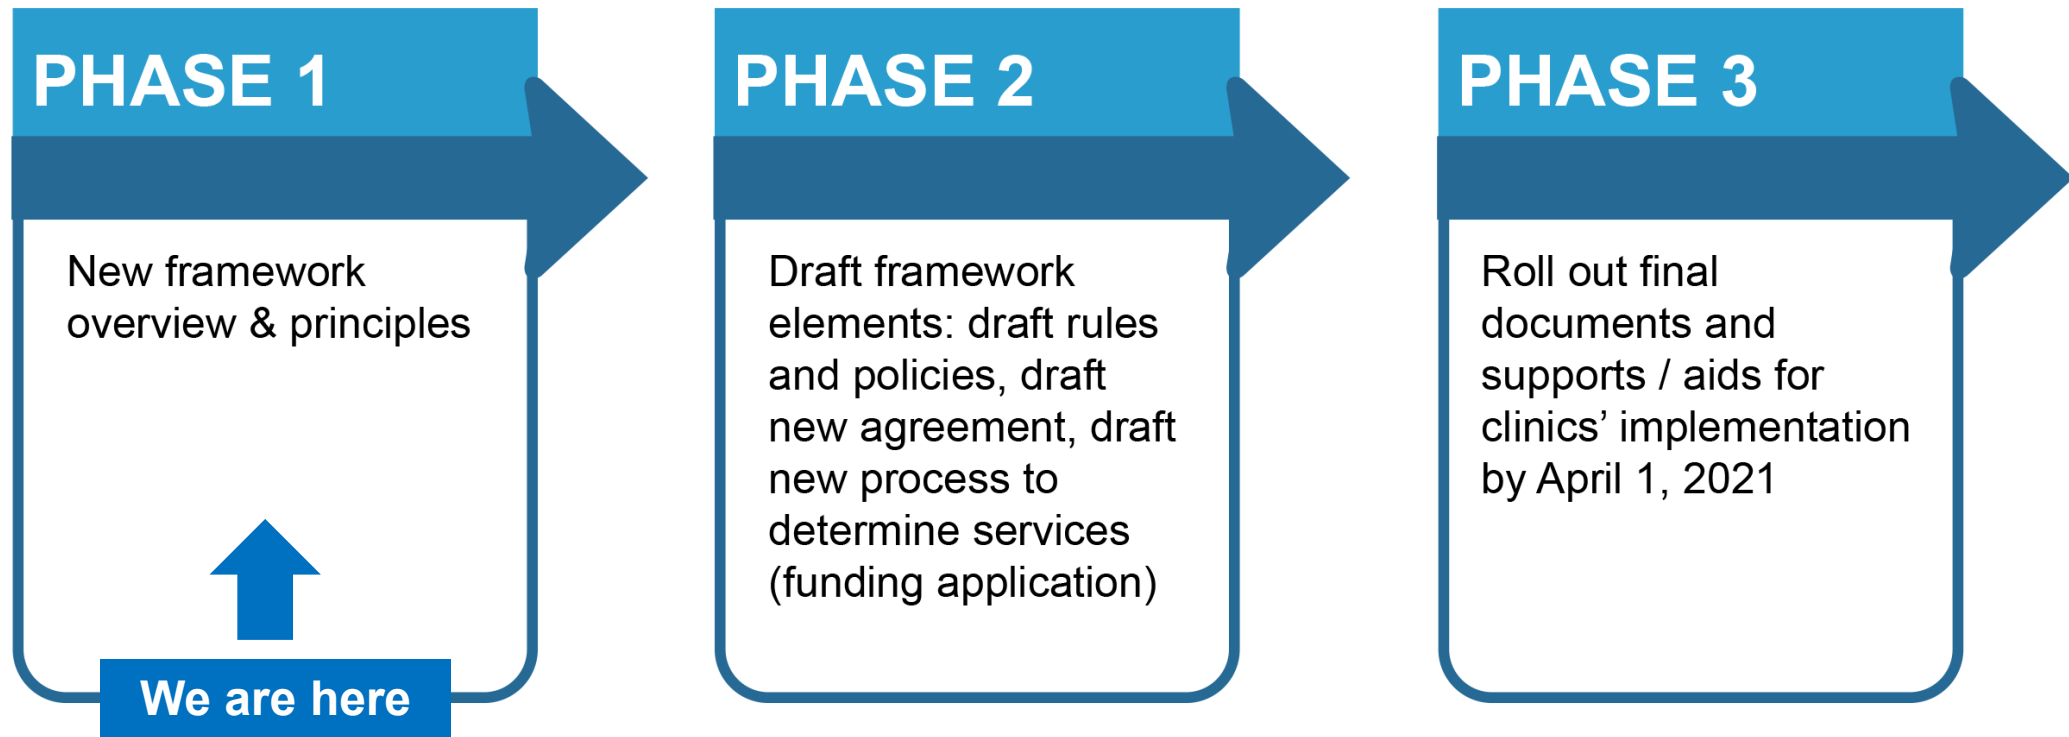 PHASE 1
New framework
overview & principles
We are here
PHASE 2
Draft framework
elements: draft rules
and policies, draft
new agreement, draft
new process to
determine services
(funding application)
PHASE 3
Roll out final
documents and
supports / aids for
clinics’ implementation
by April 1, 2021